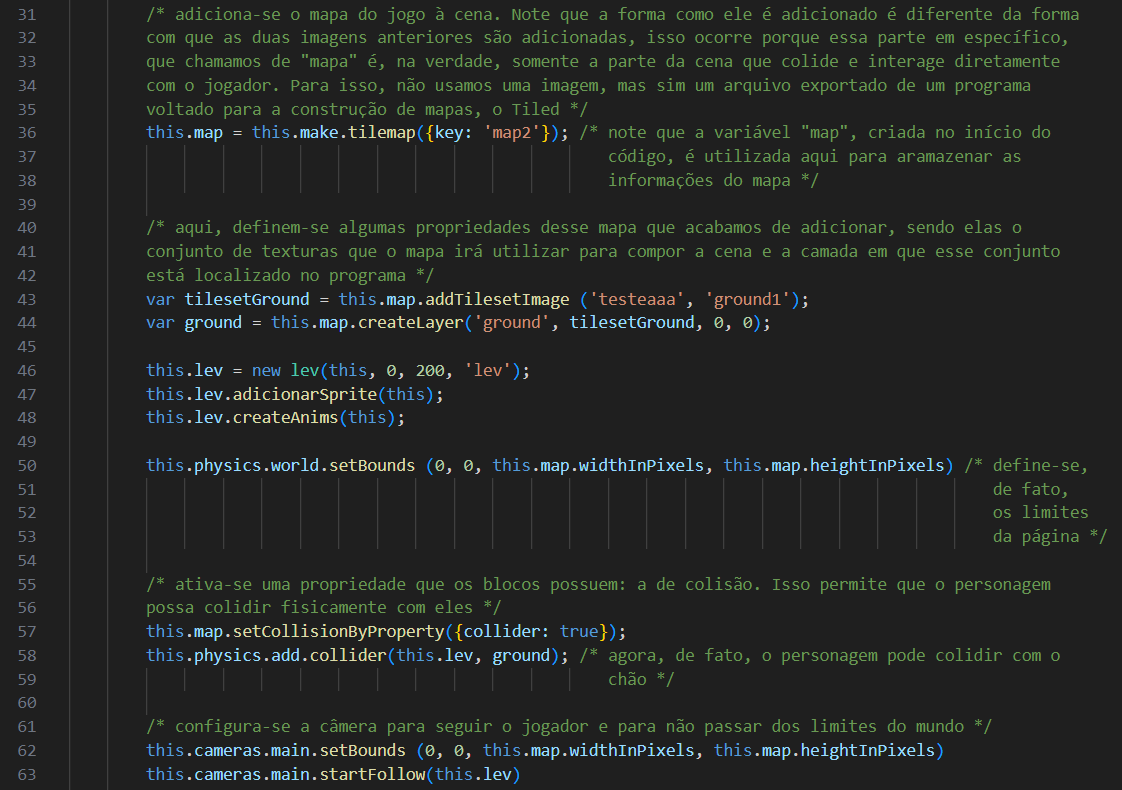 31 /* adiciona-se o mapa do jogo à cena. Note que a forma como ele é adicionado é diferente da forma
32 com que as duas imagens anteriores são adicionadas, isso ocorre porque essa parte em específico,
33 que chamamos de "mapa" é, na verdade, somente a parte da cena que colide e interage diretamente
34 com o jogador. Para isso, não usamos uma imagem, mas sim um arquivo exportado de um programa
35 voltado para a construção de mapas, o Tiled */
36 this.map = this.make.tilemap({key: 'map2'}); /* note que a variável "map", criada no início do
37 código, é utilizada aqui para aramazenar as
38 informações do mapa */
39
40 /* aqui, definem-se algumas propriedades desse mapa que acabamos de adicionar, sendo elas o
41 conjunto de texturas que o mapa irá utilizar para compor a cena e a camada em que esse conjunto
42 está localizado no programa */
43 var tilesetGround = this.map.addTilesetImage ('testeaaa', 'ground1');
44 var ground = this.map.createLayer('ground', tilesetGround, 0, 0);
45
46 this.lev = new lev(this, 0, 200, 'lev');
47 this.lev.adicionarSprite(this);
48 this.lev.createAnims(this);
49
50 this.physics.world.setBounds (0, 0, this.map.widthInPixels, this.map.heightInPixels) /* define-se,
51 de fato,
52 os limites
53 da página */
54
55 /* ativa-se uma propriedade que os blocos possuem: a de colisão. Isso permite que o personagem
56 possa colidir fisicamente com eles */
57 this.map.setCollisionByProperty({collider: true});
58 this.physics.add.collider(this.lev, ground); /* agora, de fato, o personagem pode colidir com o
59 chão */
60
61 /* configura-se a câmera para seguir o jogador e para não passar dos limites do mundo */
62 this.cameras.main.setBounds (0, 0, this.map.widthInPixels, this.map.heightInPixels)
63 this.cameras.main.startFollow(this.lev)